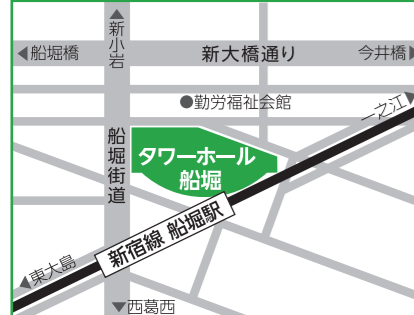 ▲新小岩
◀船堀橋
新大橋通り
今井橋▶
●勤労福祉会館
一之江▶
船堀街道
タワーホール
船堀
新宿線 船堀駅
◀東大島
▼西葛西